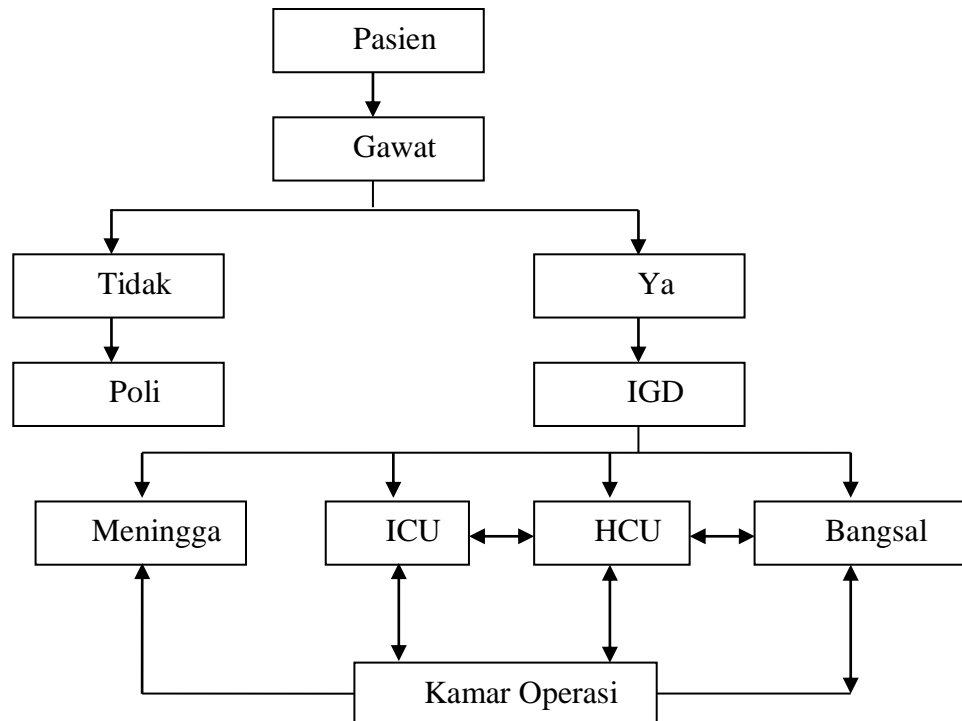 Pasien
Gawat
Tidak
Ya
Poli
IGD
Meningga
ICU
HCU
Bangsal
Kamar Operasi